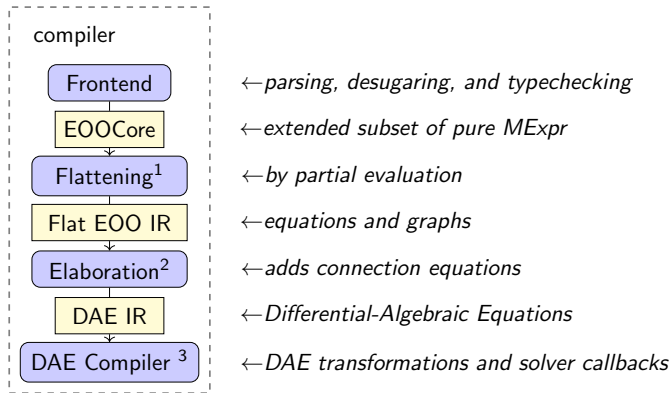 compiler
Frontend ←parsing, desugaring, and typechecking
EOOCore ←extended subset of pure MExpr
Flattening¹ ←by partial evaluation
Flat EOO IR ←equations and graphs
Elaboration² ←adds connection equations
DAE IR ←Differential-Algebraic Equations
DAE Compiler ³ ←DAE transformations and solver callbacks